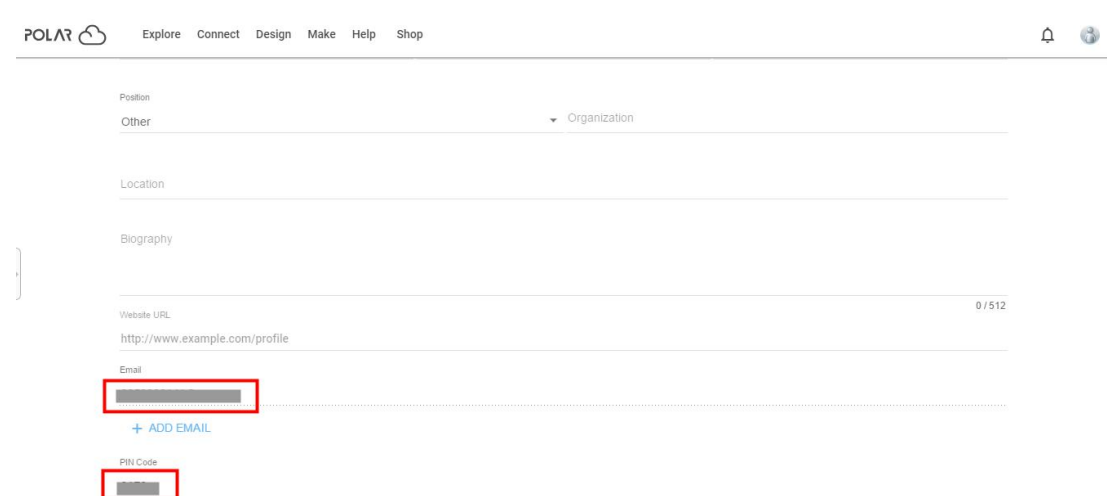 POLAR Explore Connect Design Make Help Shop
Position
Other Organization
Location
Biography
0 / 512
Website URL
http://www.example.com/profile
Email
+ ADD EMAIL
PIN Code